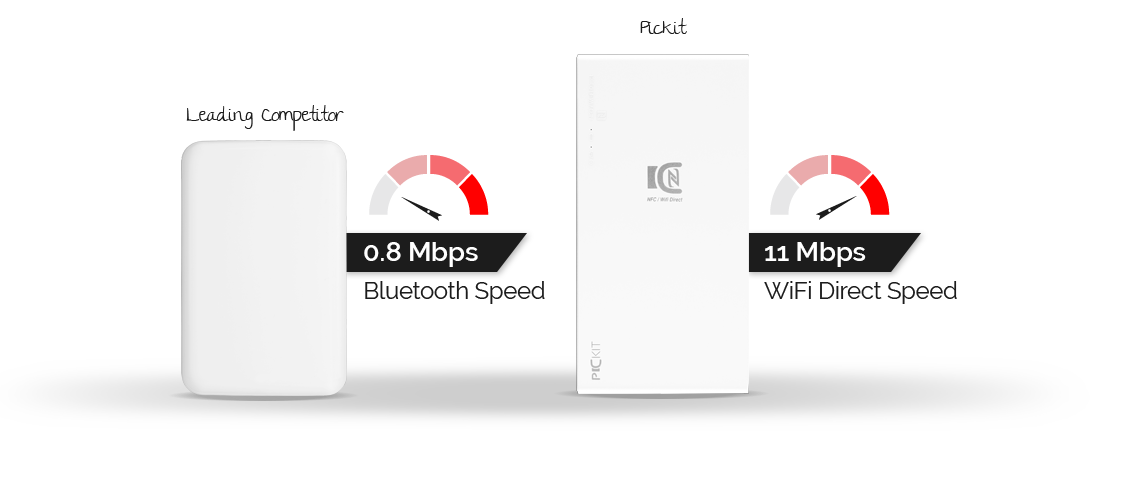 Pickit
Leading Competitor
NFC / Wifi Direct
0.8 Mbps
Bluetooth Speed
11 Mbps
WiFi Direct Speed
PICKIT